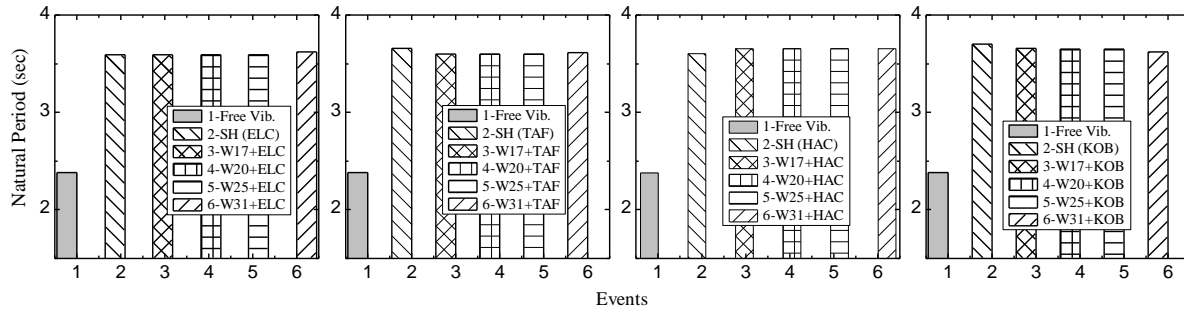 Natural Period (sec)
4
3
2
1-Free Vib.
2-SH (ELC)
3-W17+ELC
4-W20+ELC
5-W25+ELC
6-W31+ELC
1 2 3 4 5 6
4
3
2
1-Free Vib.
2-SH (TAF)
3-W17+TAF
4-W20+TAF
5-W25+TAF
6-W31+TAF
1 2 3 4 5 6
4
3
2
1-Free Vib.
2-SH (HAC)
3-W17+HAC
4-W20+HAC
5-W25+HAC
6-W31+HAC
1 2 3 4 5 6
4
3
2
1-Free Vib.
2-SH (KOB)
3-W17+KOB
4-W20+KOB
5-W25+KOB
6-W31+KOB
1 2 3 4 5 6
Events